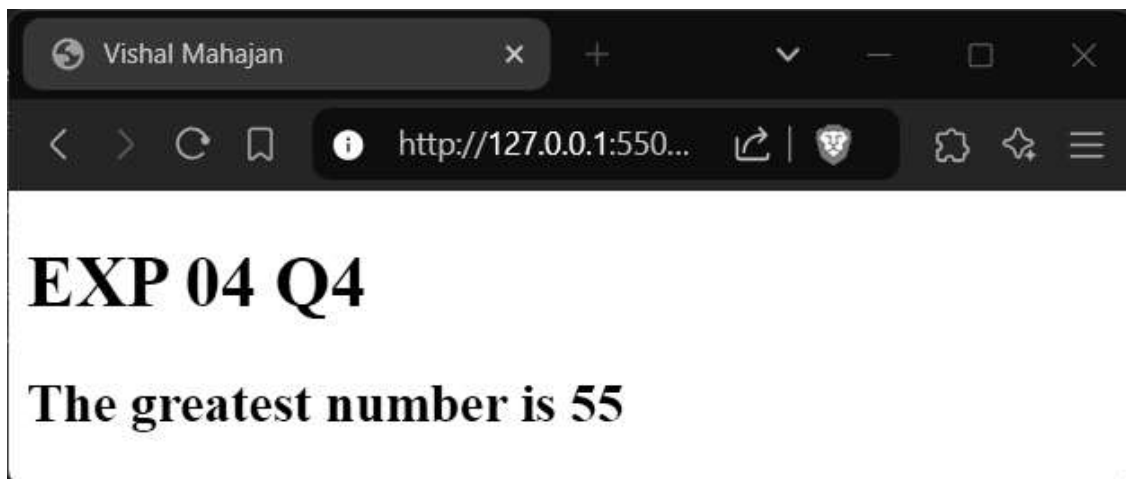 Vishal Mahajan
http://127.0.0.1:550...
EXP 04 Q4
The greatest number is 55